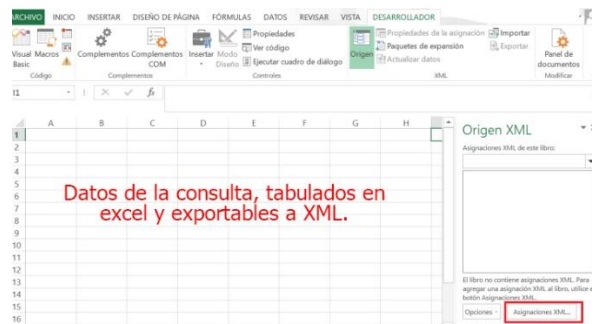 ARCHIVO INICIO INSERTAR DISEÑO DE PÁGINA FÓRMULAS DATOS REVISAR VISTA DESARROLLADOR
Visual Basic
Macros
Código
Complementos
Complementos COM
Complementos
Insertar
Modo Diseño
Propiedades
Ver código
Ejecutar cuadro de diálogo
Controles
Origen
Propiedades de la asignación
Paquetes de expansión
Actualizar datos
Importar
Exportar
XML
Panel de documentos
Modificar
I1
fx
A B C D E F G H
1
2
3
4
5
6
7
8
9
10
11
12
13
14
15
16
Datos de la consulta, tabulados en
excel y exportables a XML.
Origen XML
Asignaciones XML de este libro:
El libro no contiene asignaciones XML. Para
agregar una asignación XML al libro, utilice e
botón Asignaciones XML.
Opciones
Asignaciones XML...